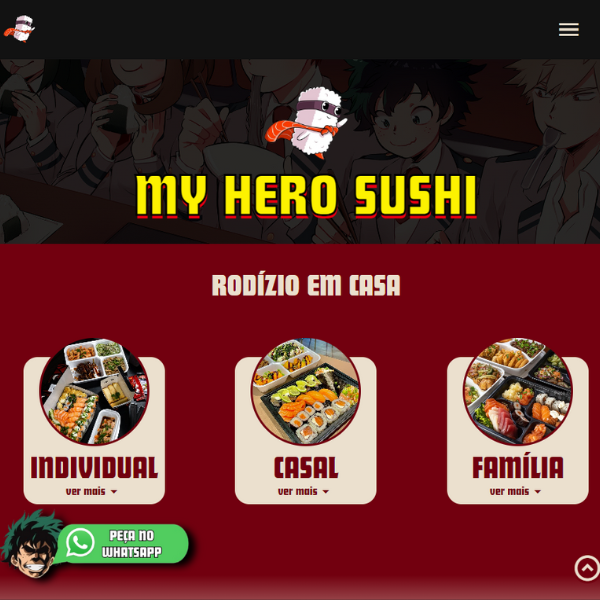 MY HERO SUSHI
RODÍZIO EM CASA
INDIVIDUAL
ver mais
CASAL
ver mais
FAMÍLIA
ver mais
PEÇA NO
WHATSAPP